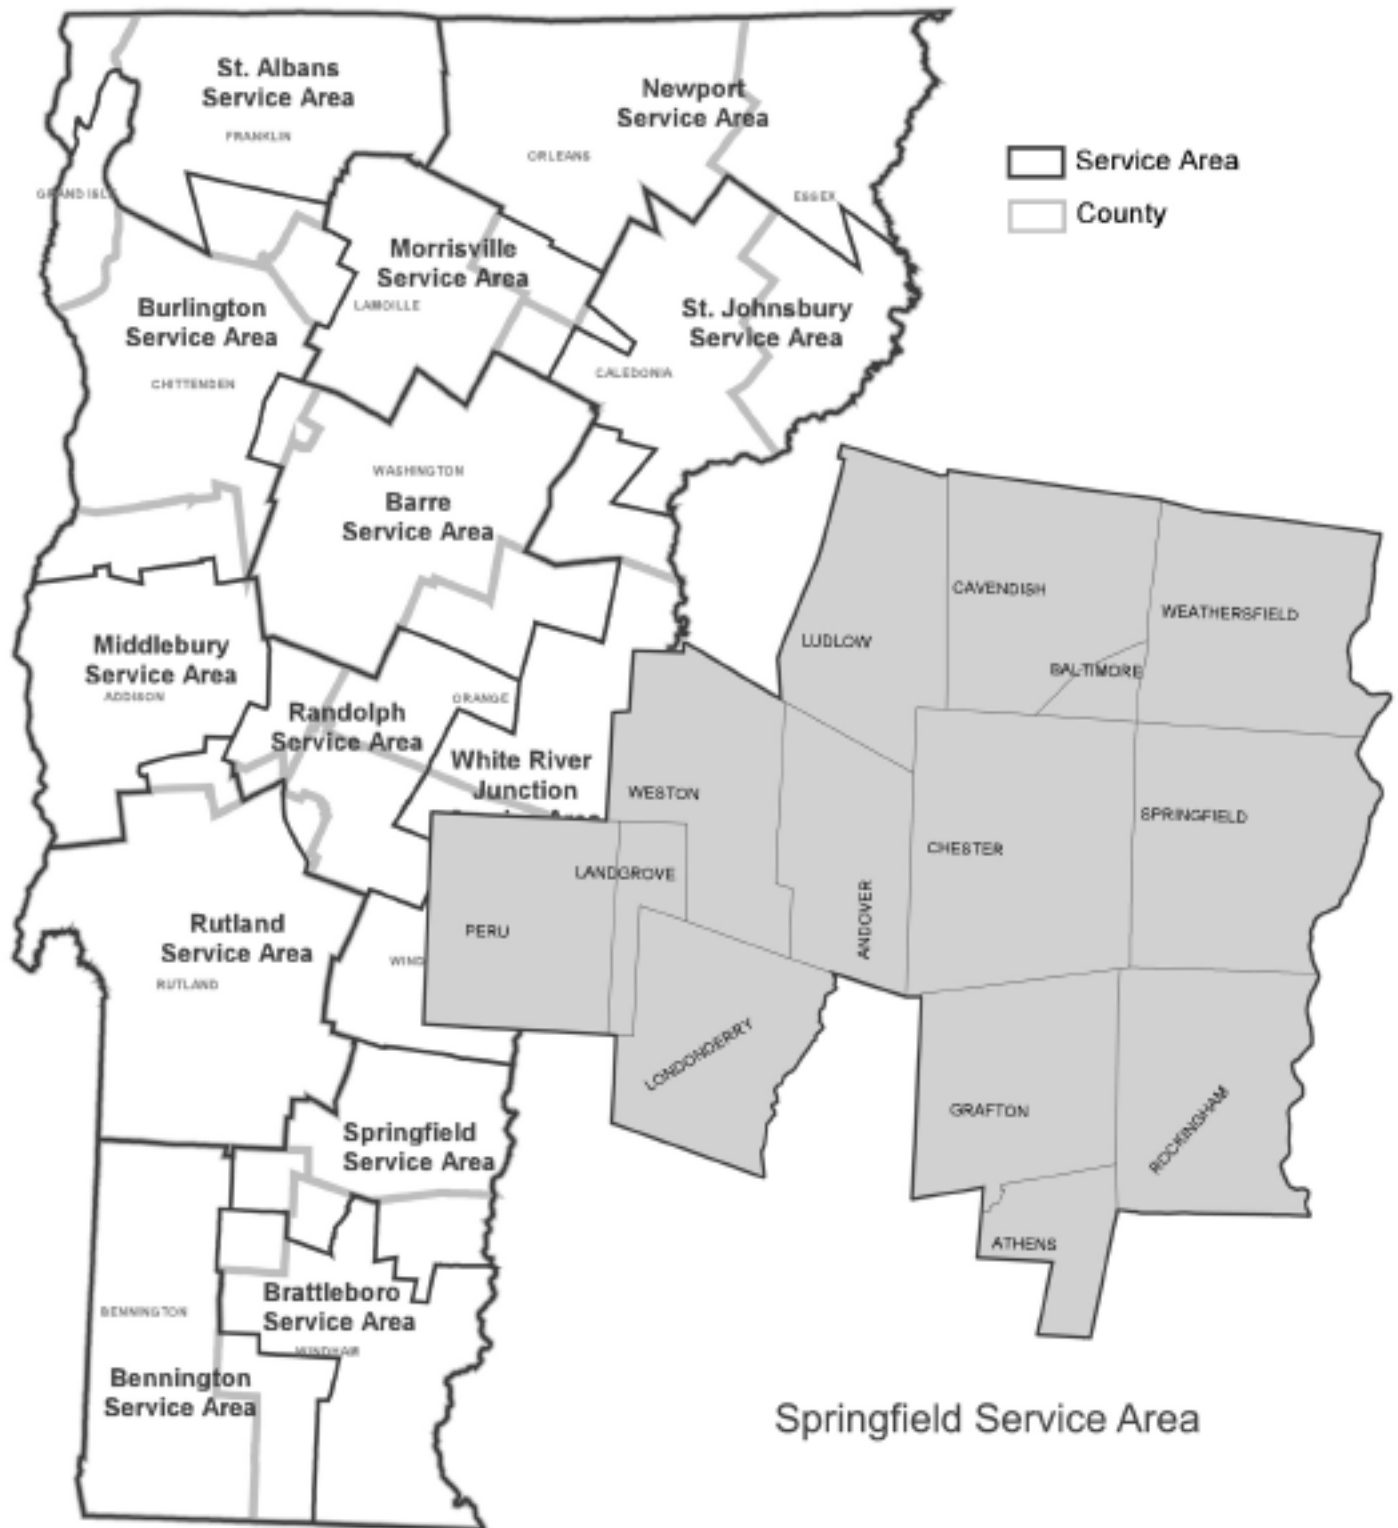 St. Albans
Service Area
FRANKLIN
Newport
Service Area
ORLEANS
ESSEX
Service Area
County
GRAND ISLE
Morrisville
Service Area
LAMOILLE
Burlington
Service Area
CHITTENDEN
St. Johnsbury
Service Area
CALEDONIA
WASHINGTON
Barre
Service Area
Middlebury
Service Area
ADDISON
Randolph
Service Area
ORANGE
White River
Junction
Service Area
Rutland
Service Area
RUTLAND
WIND
Springfield
Service Area
Brattleboro
Service Area
WINDHAM
BENNINGTON
Bennington
Service Area
CAVENDISH
WEATHERSFIELD
LUDLOW
BALTIMORE
WESTON
SPRINGFIELD
CHESTER
LANDGROVE
ANDOVER
PERU
LONDONDERRY
GRAFTON
ROCKINGHAM
ATHENS
Springfield Service Area